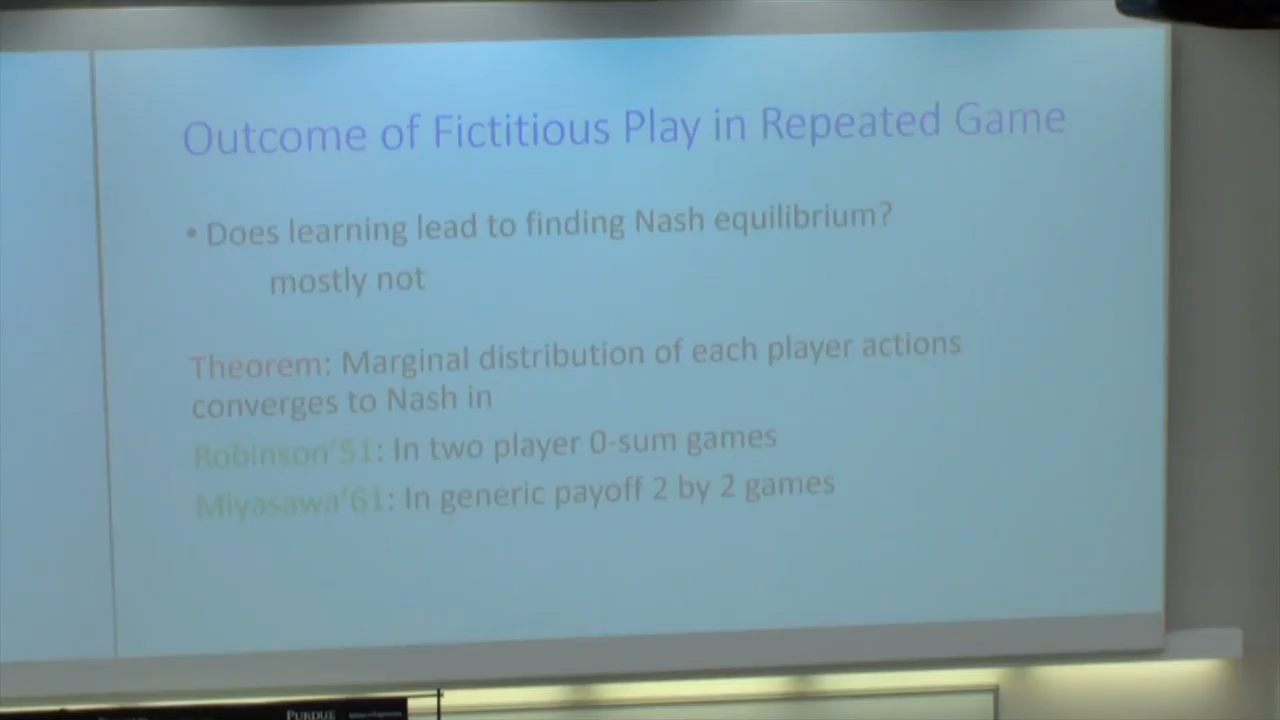 Outcome of Fictitious Play in Repeated Game
• Does learning lead to finding Nash equilibrium?
mostly not
Theorem: Marginal distribution of each player actions
converges to Nash in
Robinson'51: In two player 0-sum games
Miyasawa'61: In generic payoff 2 by 2 games
PURDUE